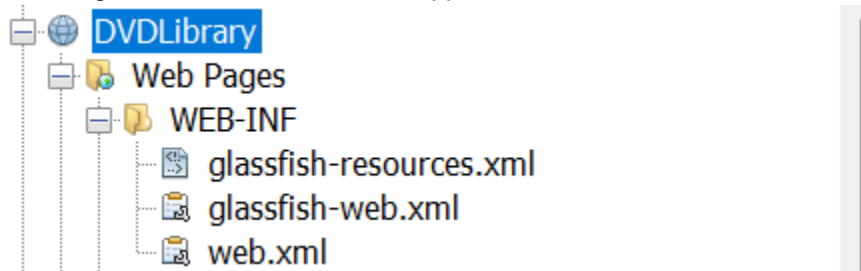 DVDLibrary
Web Pages
WEB-INF
glassfish-resources.xml
glassfish-web.xml
web.xml